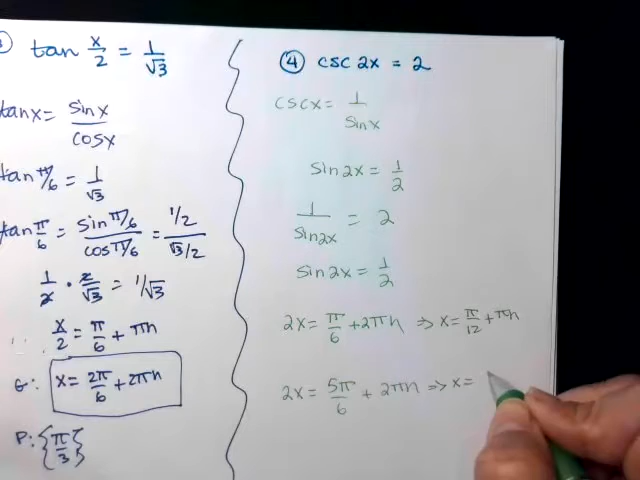 tan x/2 = 1/√3
tanx = sinx/cosx
tan π/6 = 1/√3
tan π/6 = sin π/6 / cos π/6 = 1/2 / √3/2
1/2 · 2/√3 = 1/√3
x/2 = π/6 + πn
G: x = 2π/6 + 2πn
P: {π/3}
④ csc 2x = 2
cscx = 1/sinx
sin 2x = 1/2
1/sin2x = 2
sin 2x = 1/2
2x = π/6 + 2πn ⇒ x = π/12 + πn
2x = 5π/6 + 2πn ⇒ x =